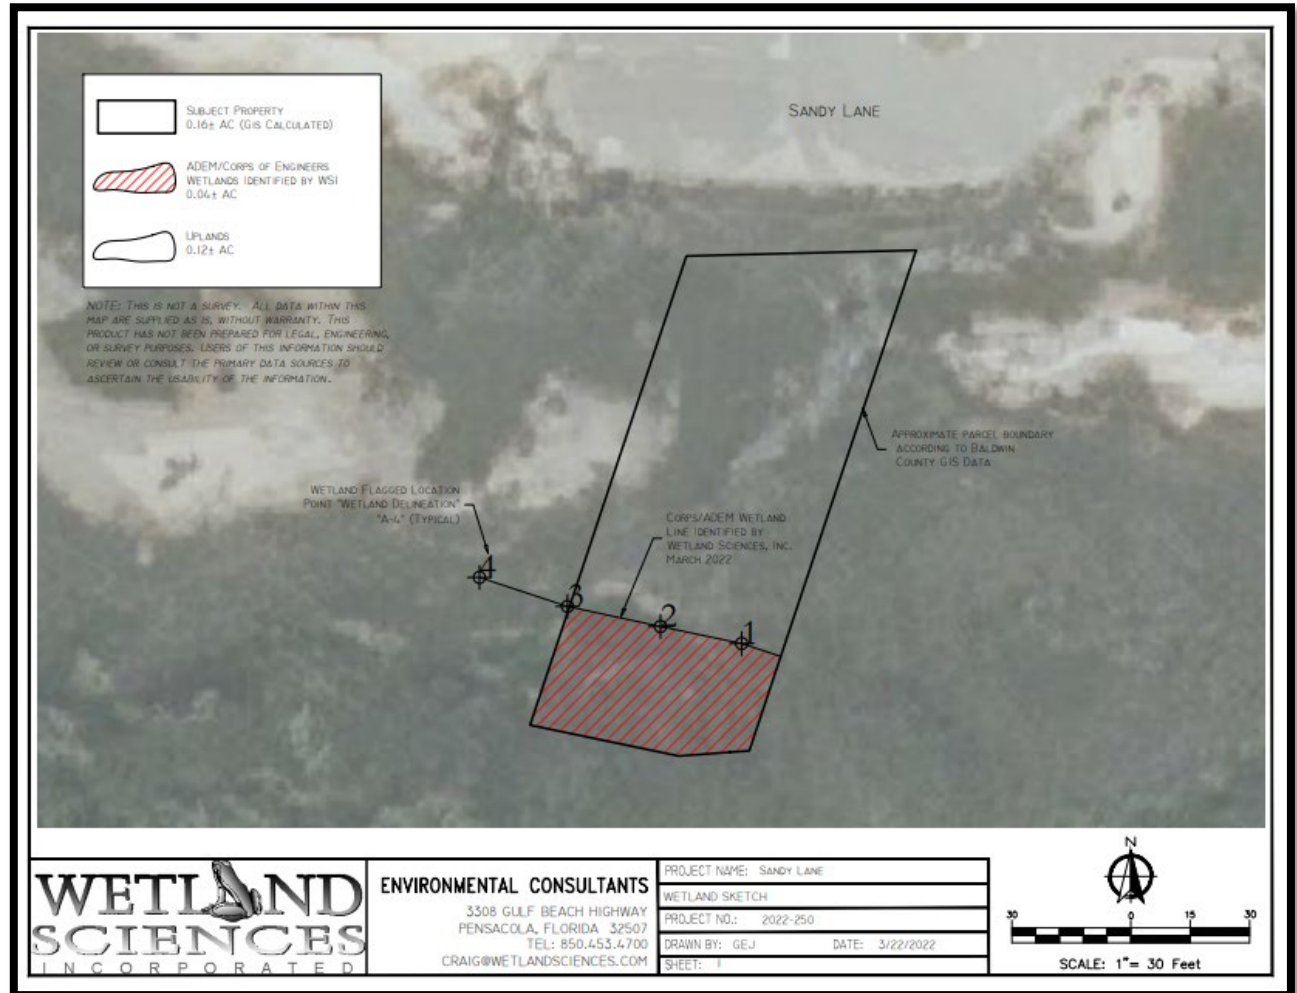 SUBJECT PROPERTY
0.16± AC (GIS CALCULATED)
ADEM/CORPS OF ENGINEERS
WETLANDS IDENTIFIED BY WSI
0.04± AC
UPLANDS
0.12± AC
NOTE: THIS IS NOT A SURVEY. ALL DATA WITHIN THIS
MAP ARE SUPPLIED AS IS, WITHOUT WARRANTY. THIS
PRODUCT HAS NOT BEEN PREPARED FOR LEGAL, ENGINEERING,
OR SURVEY PURPOSES. USERS OF THIS INFORMATION SHOULD
REVIEW OR CONSULT THE PRIMARY DATA SOURCES TO
ASCERTAIN THE USABILITY OF THE INFORMATION.
SANDY LANE
APPROXIMATE PARCEL BOUNDARY
ACCORDING TO BALDWIN
COUNTY GIS DATA
WETLAND FLAGGED LOCATION
POINT "WETLAND DELINEATION"
"A-4" (TYPICAL)
CORPS/ADEM WETLAND
LINE IDENTIFIED BY
WETLAND SCIENCES, INC.
MARCH 2022
4
3
2
1
WETLAND
SCIENCES
INCORPORATED
ENVIRONMENTAL CONSULTANTS
3308 GULF BEACH HIGHWAY
PENSACOLA, FLORIDA 32507
TEL: 850.453.4700
CRAIG@WETLANDSCIENCES.COM
PROJECT NAME: SANDY LANE
WETLAND SKETCH
PROJECT NO.: 2022-250
DRAWN BY: GEJ DATE: 3/22/2022
SHEET: 1
N
30 0 15 30
SCALE: 1"= 30 Feet